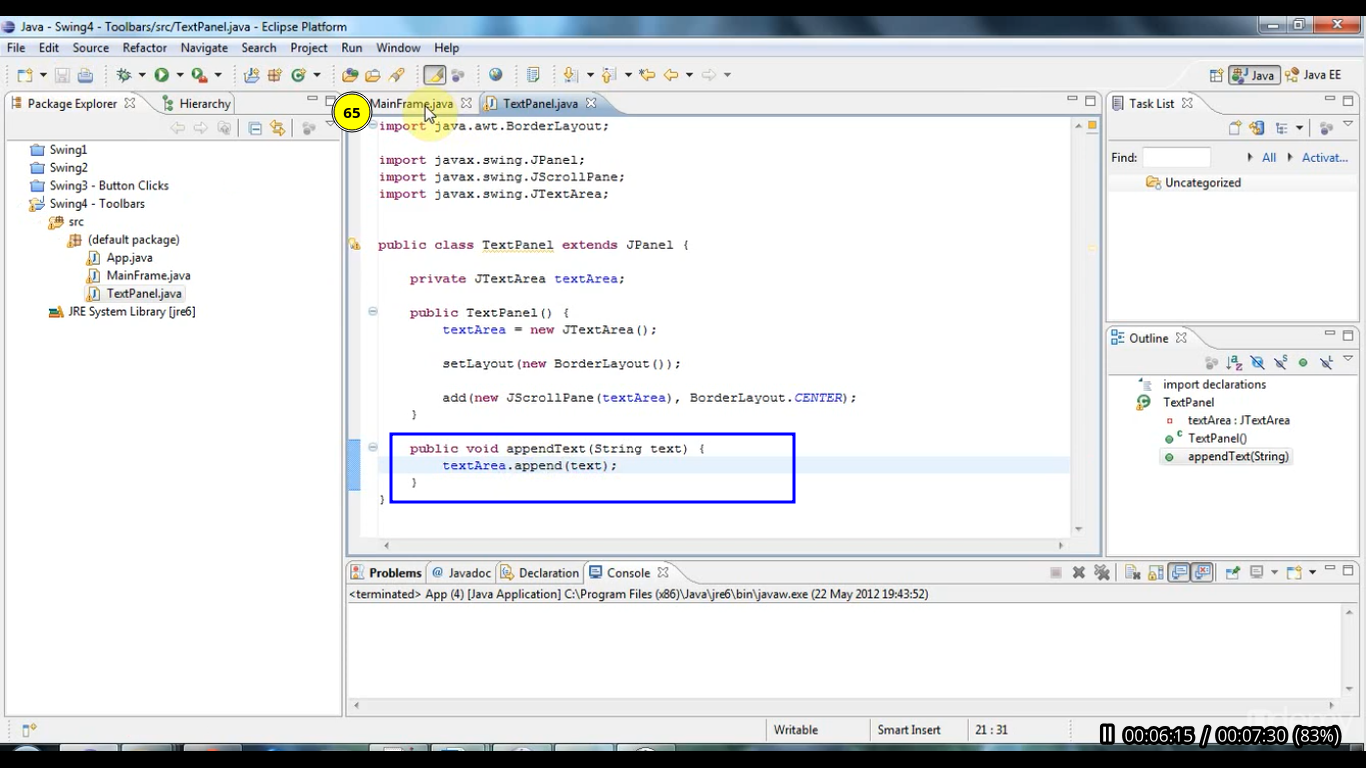 Java - Swing4 - Toolbars/src/TextPanel.java - Eclipse Platform
File Edit Source Refactor Navigate Search Project Run Window Help
Java Java EE
Package Explorer Hierarchy
65 MainFrame.java TextPanel.java
Task List
Find: All Activat...
Uncategorized
Swing1
Swing2
Swing3 - Button Clicks
Swing4 - Toolbars
src
(default package)
App.java
MainFrame.java
TextPanel.java
JRE System Library [jre6]
import java.awt.BorderLayout;
import javax.swing.JPanel;
import javax.swing.JScrollPane;
import javax.swing.JTextArea;
public class TextPanel extends JPanel {
private JTextArea textArea;
public TextPanel() {
textArea = new JTextArea();
setLayout(new BorderLayout());
add(new JScrollPane(textArea), BorderLayout.CENTER);
}
public void appendText(String text) {
textArea.append(text);
}
}
Outline
import declarations
TextPanel
textArea : JTextArea
TextPanel()
appendText(String)
Problems @ Javadoc Declaration Console
<terminated> App (4) [Java Application] C:\Program Files (x86)\Java\jre6\bin\javaw.exe (22 May 2012 19:43:52)
Writable Smart Insert 21 : 31
00:06:15 / 00:07:30 (83%)